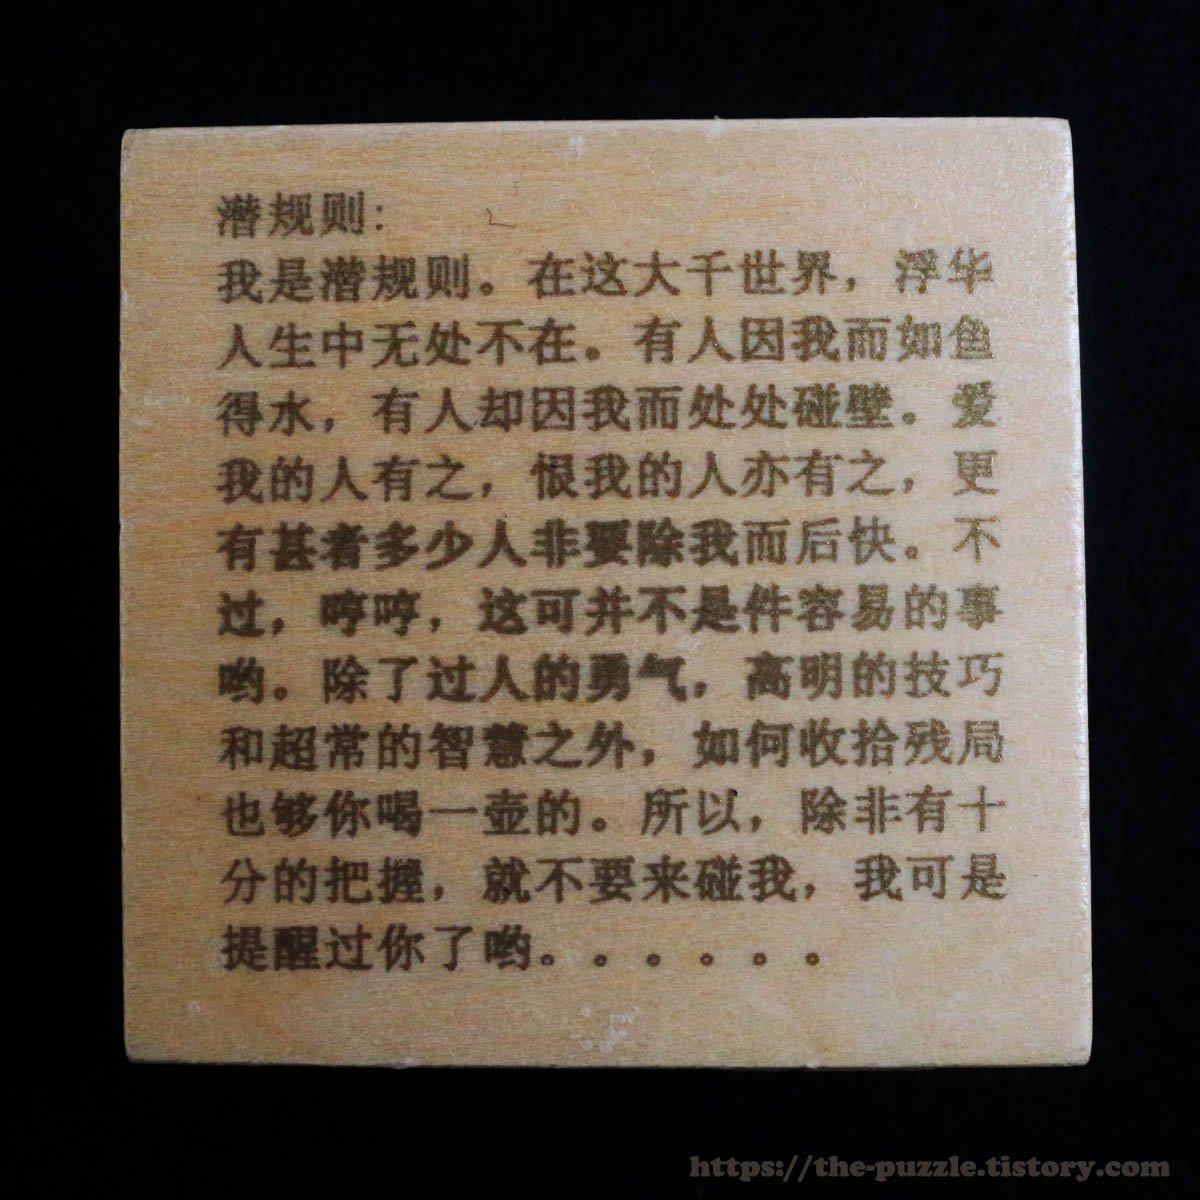 潜规则:
我是潜规则。在这大千世界，浮华
人生中无处不在。有人因我而如鱼
得水，有人却因我而处处碰壁。爱
我的人有之，恨我的人亦有之，更
有甚者多少人非要除我而后快。不
过，哼哼，这可并不是件容易的事
哟。除了过人的勇气，高明的技巧
和超常的智慧之外，如何收拾残局
也够你喝一壶的。所以，除非有十
分的把握，就不要来碰我，我可是
提醒过你了哟。。。。。。
https://the-puzzle.tistory.com